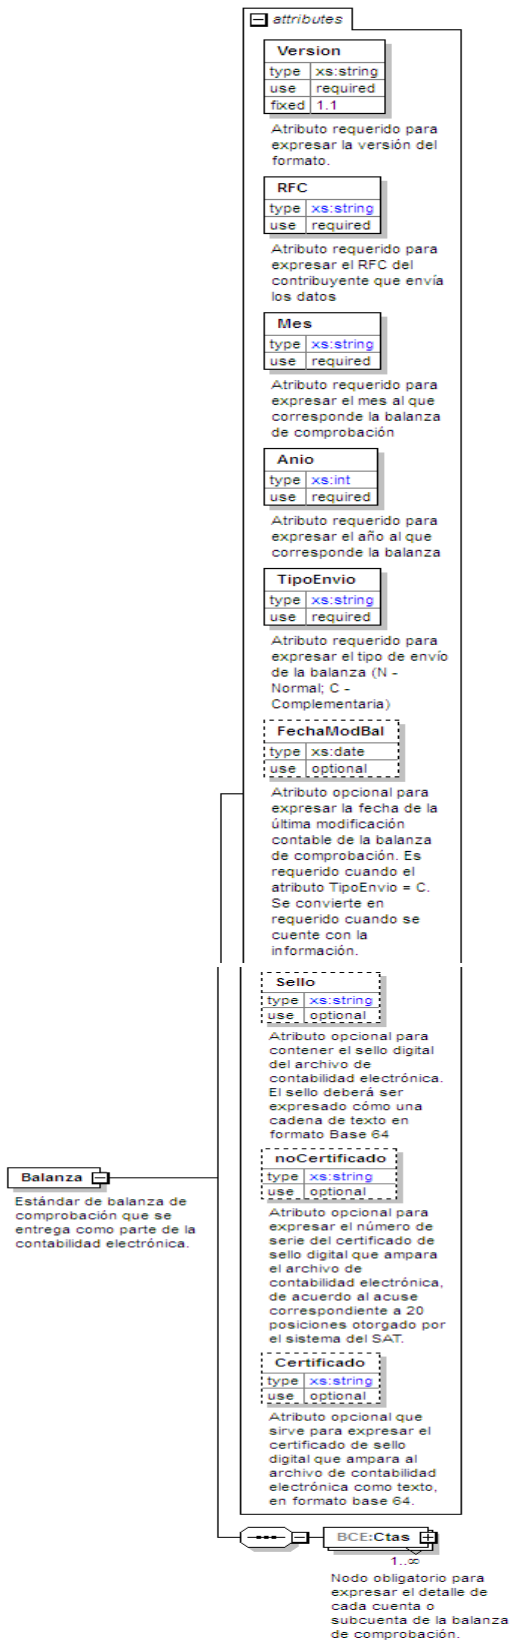 attributes
Version
type xs:string
use required
fixed 1.1
Atributo requerido para
expresar la versión del
formato.
RFC
type xs:string
use required
Atributo requerido para
expresar el RFC del
contribuyente que envía
los datos
Mes
type xs:string
use required
Atributo requerido para
expresar el mes al que
corresponde la balanza
de comprobación
Anio
type xs:int
use required
Atributo requerido para
expresar el año al que
corresponde la balanza
TipoEnvio
type xs:string
use required
Atributo requerido para
expresar el tipo de envío
de la balanza (N -
Normal; C -
Complementaria)
FechaModBal
type xs:date
use optional
Atributo opcional para
expresar la fecha de la
última modificación
contable de la balanza
de comprobación. Es
requerido cuando el
atributo TipoEnvio = C.
Se convierte en
requerido cuando se
cuente con la
información.
Sello
type xs:string
use optional
Atributo opcional para
contener el sello digital
del archivo de
contabilidad electrónica.
El sello deberá ser
expresado cómo una
cadena de texto en
formato Base 64
noCertificado
type xs:string
use optional
Atributo opcional para
expresar el número de
serie del certificado de
sello digital que ampara
el archivo de
contabilidad electrónica,
de acuerdo al acuse
correspondiente a 20
posiciones otorgado por
el sistema del SAT.
Certificado
type xs:string
use optional
Atributo opcional que
sirve para expresar el
certificado de sello
digital que ampara al
archivo de contabilidad
electrónica como texto,
en formato base 64.
Balanza
Estándar de balanza de
comprobación que se
entrega como parte de la
contabilidad electrónica.
BCE:Ctas
1..∞
Nodo obligatorio para
expresar el detalle de
cada cuenta o
subcuenta de la balanza
de comprobación.